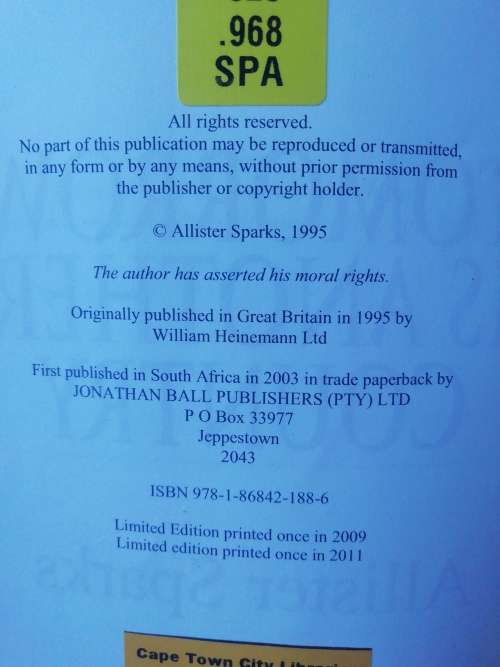 .968
SPA
All rights reserved.
No part of this publication may be reproduced or transmitted,
in any form or by any means, without prior permission from
the publisher or copyright holder.
© Allister Sparks, 1995
The author has asserted his moral rights.
Originally published in Great Britain in 1995 by
William Heinemann Ltd
First published in South Africa in 2003 in trade paperback by
JONATHAN BALL PUBLISHERS (PTY) LTD
P O Box 33977
Jeppestown
2043
ISBN 978-1-86842-188-6
Limited Edition printed once in 2009
Limited edition printed once in 2011
Cape Town City